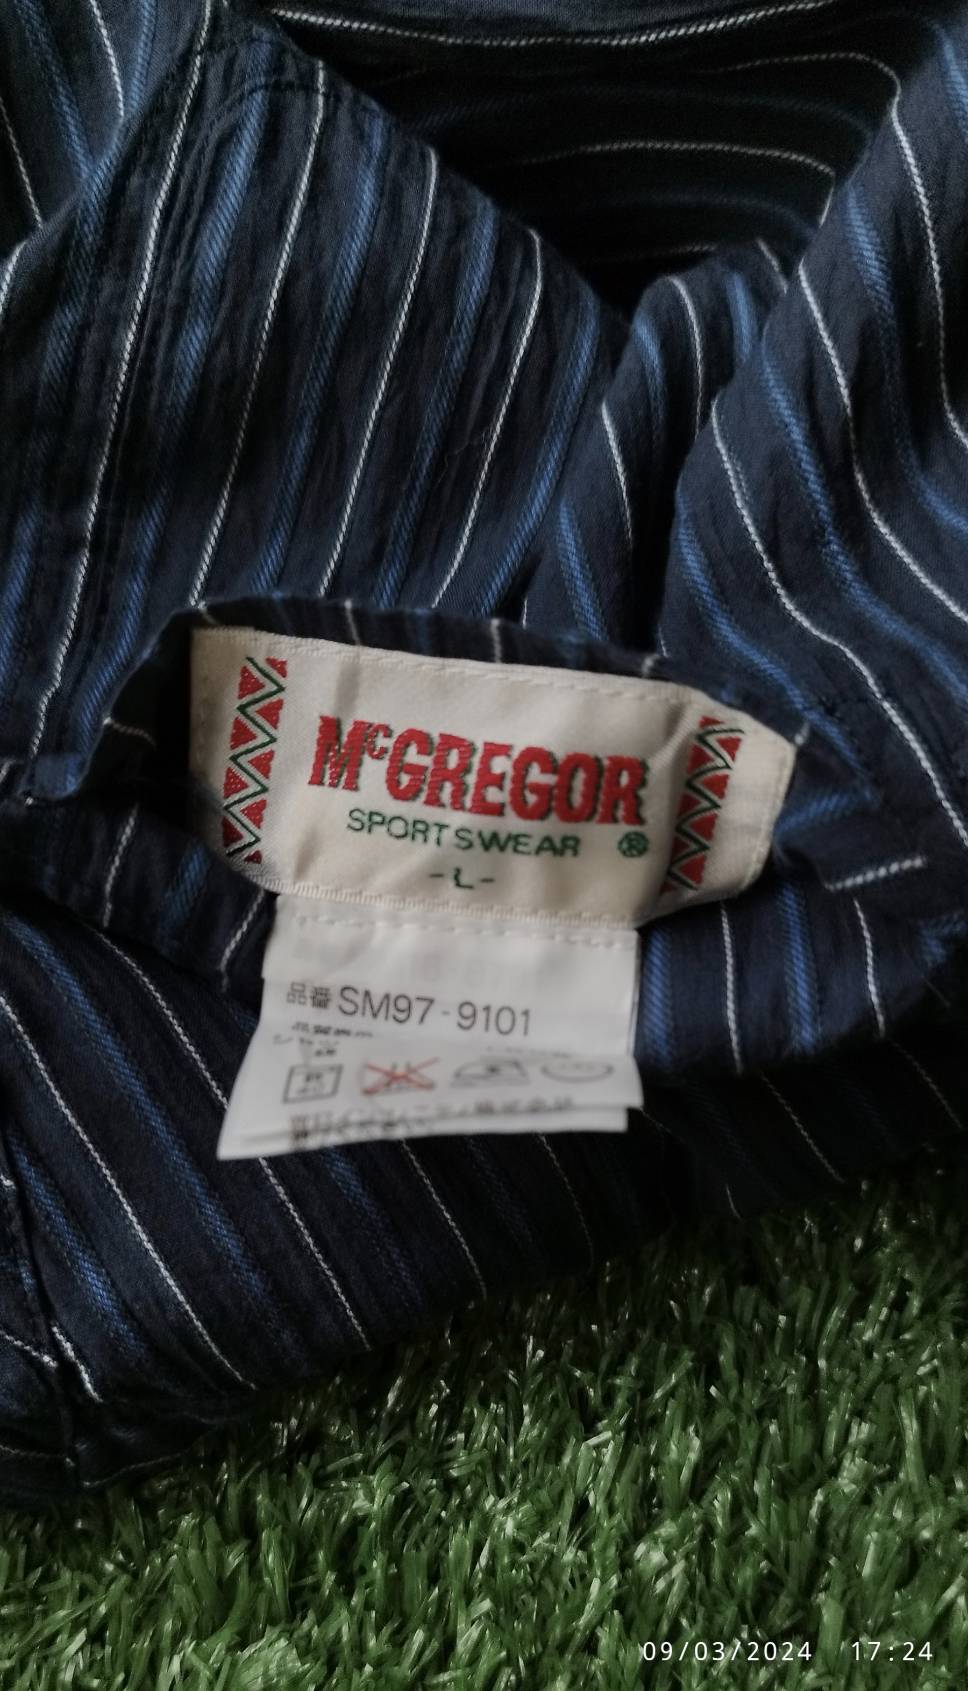 McGREGOR
SPORTSWEAR ®
-L-
品番 SM97-9101
09/03/2024 17:24